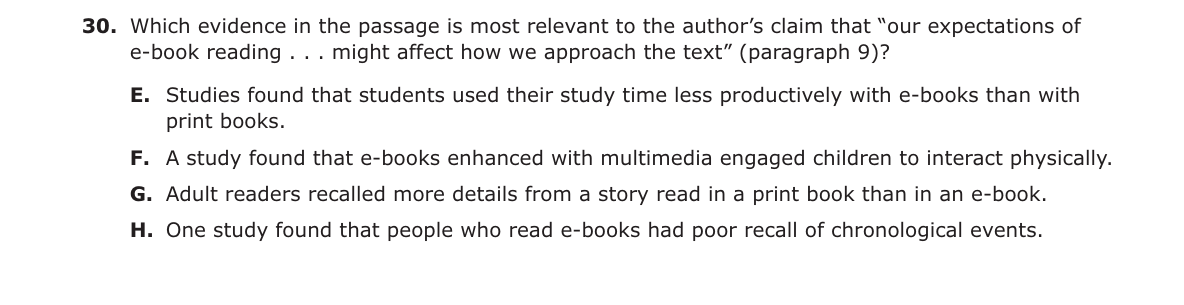 30. Which evidence in the passage is most relevant to the author’s claim that “our expectations of
e-book reading . . . might affect how we approach the text” (paragraph 9)?
E. Studies found that students used their study time less productively with e-books than with
print books.
F. A study found that e-books enhanced with multimedia engaged children to interact physically.
G. Adult readers recalled more details from a story read in a print book than in an e-book.
H. One study found that people who read e-books had poor recall of chronological events.